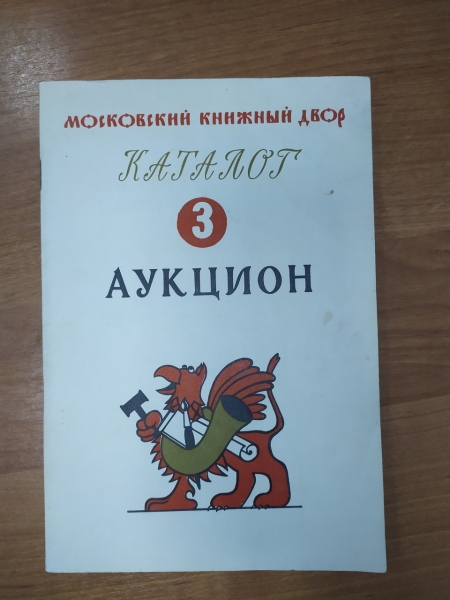 МОСКОВСКИЙ КНИЖНЫЙ ДВОР
КАТАЛОГ
3
АУКЦИОН